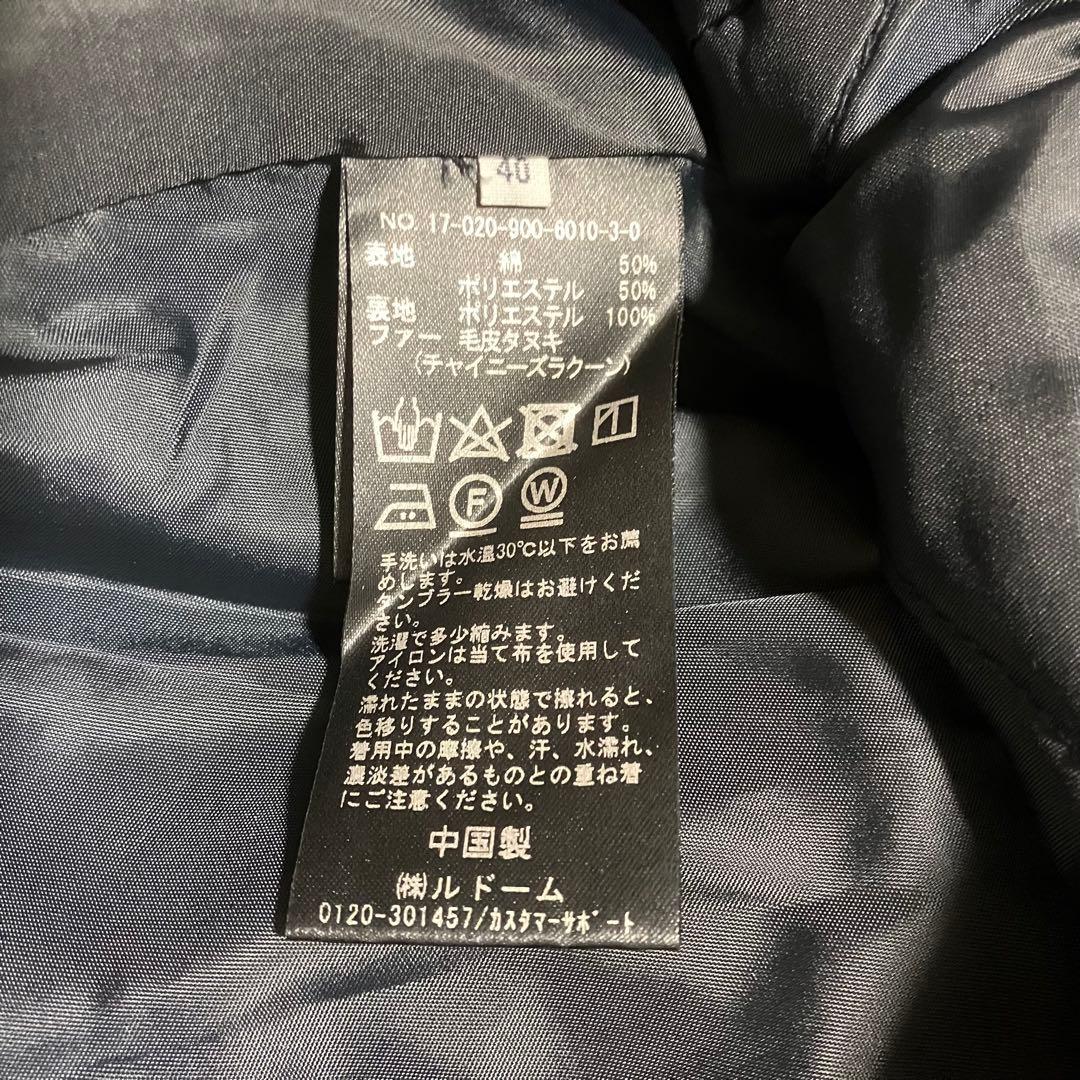 40
NO. 17-020-900-6010-3-0
表地 綿 50%
ポリエステル 50%
裏地 ポリエステル 100%
ファー 毛皮タヌキ
(チャイニーズラクーン)
F W
手洗いは水温30℃以下をお薦
めします。
タンブラー乾燥はお避けくだ
さい。
洗濯で多少縮みます。
アイロンは当て布を使用して
ください。
濡れたままの状態で擦れると、
色移りすることがあります。
着用中の摩擦や、汗、水濡れ、
濃淡差があるものとの重ね着
にご注意ください。
中国製
㈱ルドーム
0120-301457/ｶｽﾀﾏｰｻﾎﾟｰﾄ